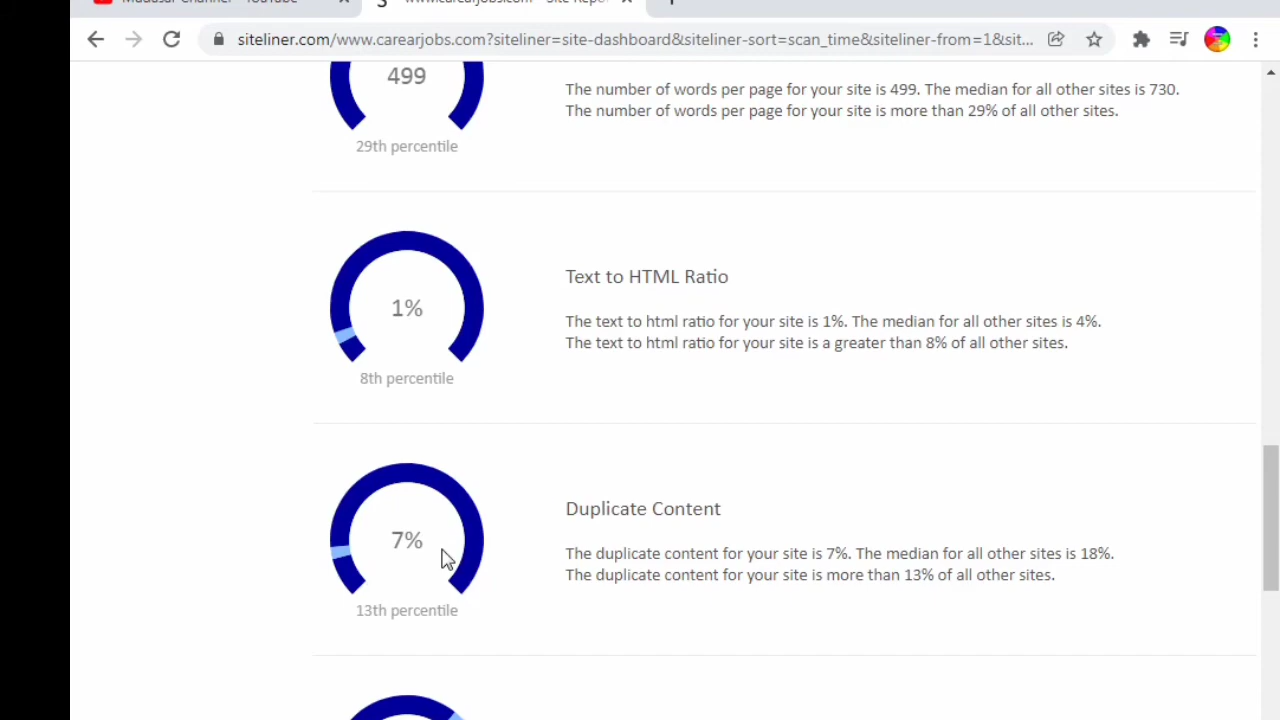 siteliner.com/www.carearjobs.com?siteliner=site-dashboard&siteliner-sort=scan_time&siteliner-from=1&sit...
499
The number of words per page for your site is 499. The median for all other sites is 730.
The number of words per page for your site is more than 29% of all other sites.
29th percentile
Text to HTML Ratio
1%
The text to html ratio for your site is 1%. The median for all other sites is 4%.
The text to html ratio for your site is a greater than 8% of all other sites.
8th percentile
Duplicate Content
7%
The duplicate content for your site is 7%. The median for all other sites is 18%.
The duplicate content for your site is more than 13% of all other sites.
13th percentile